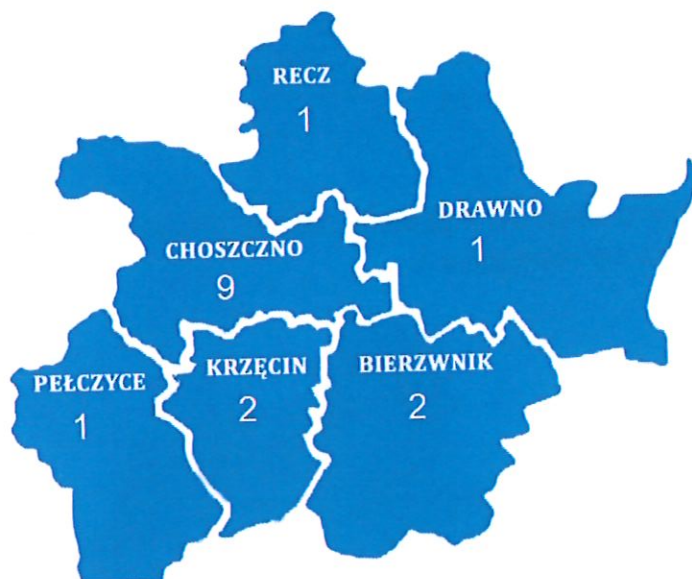 RECZ
1
DRAWNO
1
CHOSZCZNO
9
PEŁCZYCE
1
KRZĘCIN
2
BIERZWNIK
2